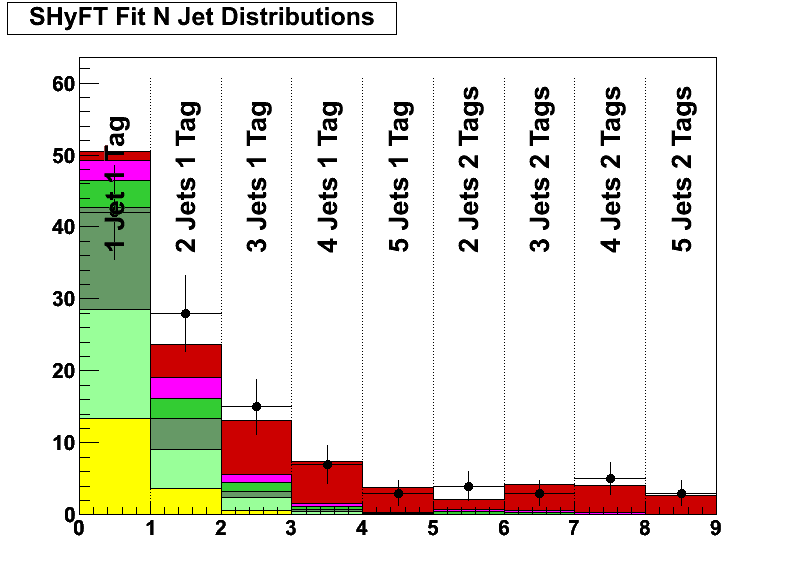 SHyFT Fit N Jet Distributions
60
50
40
30
20
10
0
1 Jet 1 Tag
2 Jets 1 Tag
3 Jets 1 Tag
4 Jets 1 Tag
5 Jets 1 Tag
2 Jets 2 Tags
3 Jets 2 Tags
4 Jets 2 Tags
5 Jets 2 Tags
0 1 2 3 4 5 6 7 8 9